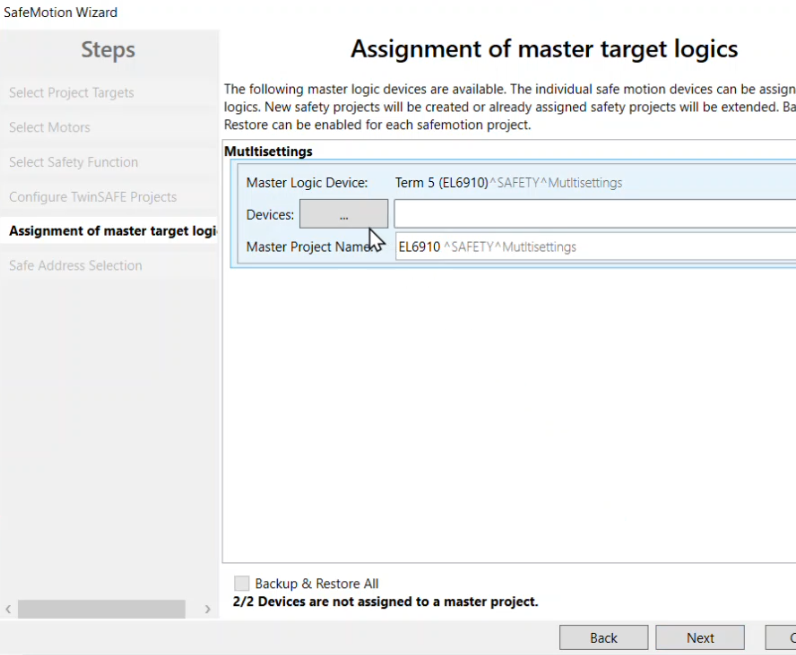 SafeMotion Wizard
Steps
Select Project Targets
Select Motors
Select Safety Function
Configure TwinSAFE Projects
Assignment of master target logi
Safe Address Selection
Assignment of master target logics
The following master logic devices are available. The individual safe motion devices can be assign
logics. New safety projects will be created or already assigned safety projects will be extended. Ba
Restore can be enabled for each safemotion project.
Mutltisettings
Master Logic Device: Term 5 (EL6910)^SAFETY^Mutltisettings
Devices: ...
Master Project Name EL6910 ^SAFETY^Mutltisettings
Backup & Restore All
2/2 Devices are not assigned to a master project.
Back Next C